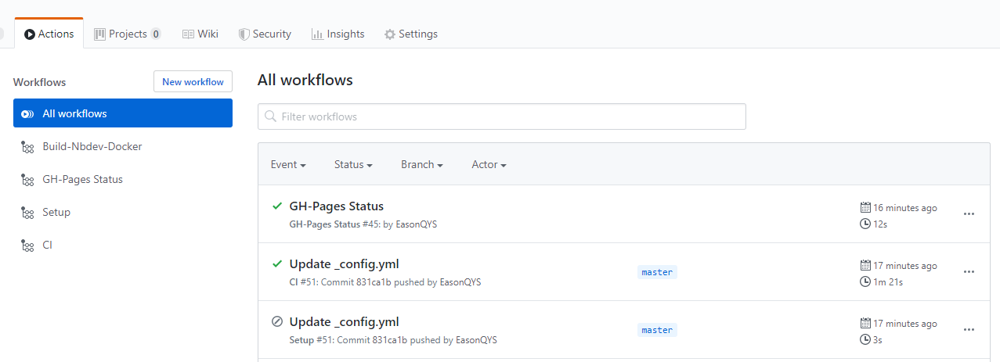 Actions Projects 0 Wiki Security Insights Settings
Workflows New workflow
All workflows
Build-Nbdev-Docker
GH-Pages Status
Setup
CI
All workflows
Filter workflows
Event Status Branch Actor
GH-Pages Status
GH-Pages Status #45: by EasonQYS
16 minutes ago
12s
Update _config.yml
CI #51: Commit 831ca1b pushed by EasonQYS
master
17 minutes ago
1m 21s
Update _config.yml
Setup #51: Commit 831ca1b pushed by EasonQYS
master
17 minutes ago
3s